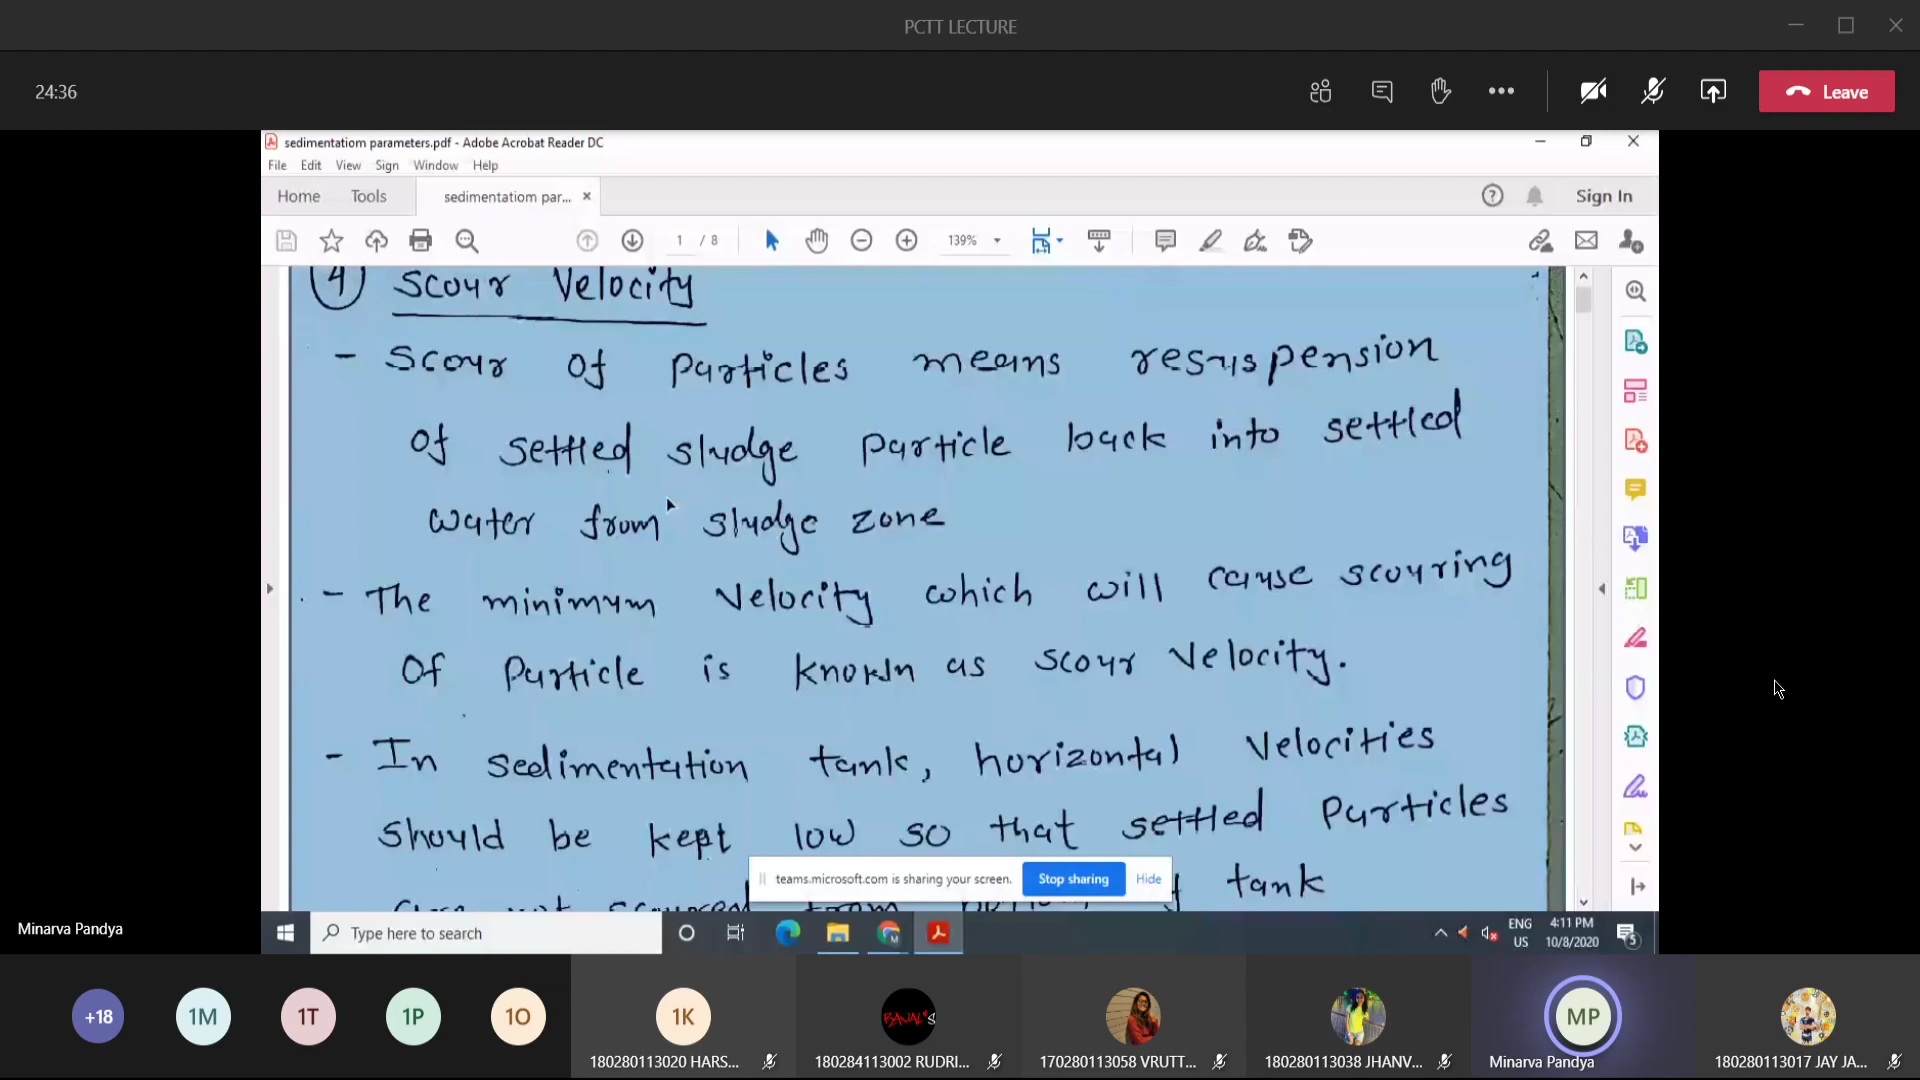 PCTT LECTURE
24:36
Leave
sedimentatiom parameters.pdf - Adobe Acrobat Reader DC
File Edit View Sign Window Help
Home Tools sedimentatiom par... Sign In
1 / 8 139%
4 Scour Velocity
- Scour of Particles means resuspension
of settled sludge Particle back into settled
water from sludge zone
- The minimum Velocity which will cause scouring
of Particle is known as scour Velocity.
- In sedimentation tank, horizontal Velocities
should be kept low so that settled Particles
are not scoured from tank
teams.microsoft.com is sharing your screen. Stop sharing Hide
Minarva Pandya
Type here to search
ENG
US
4:11 PM
10/8/2020
5
+18 1M 1T 1P 1O 1K BAVAL'S MP
180280113020 HARS... 180284113002 RUDRI... 170280113058 VRUTT... 180280113038 JHANV... Minarva Pandya 180280113017 JAY JA...